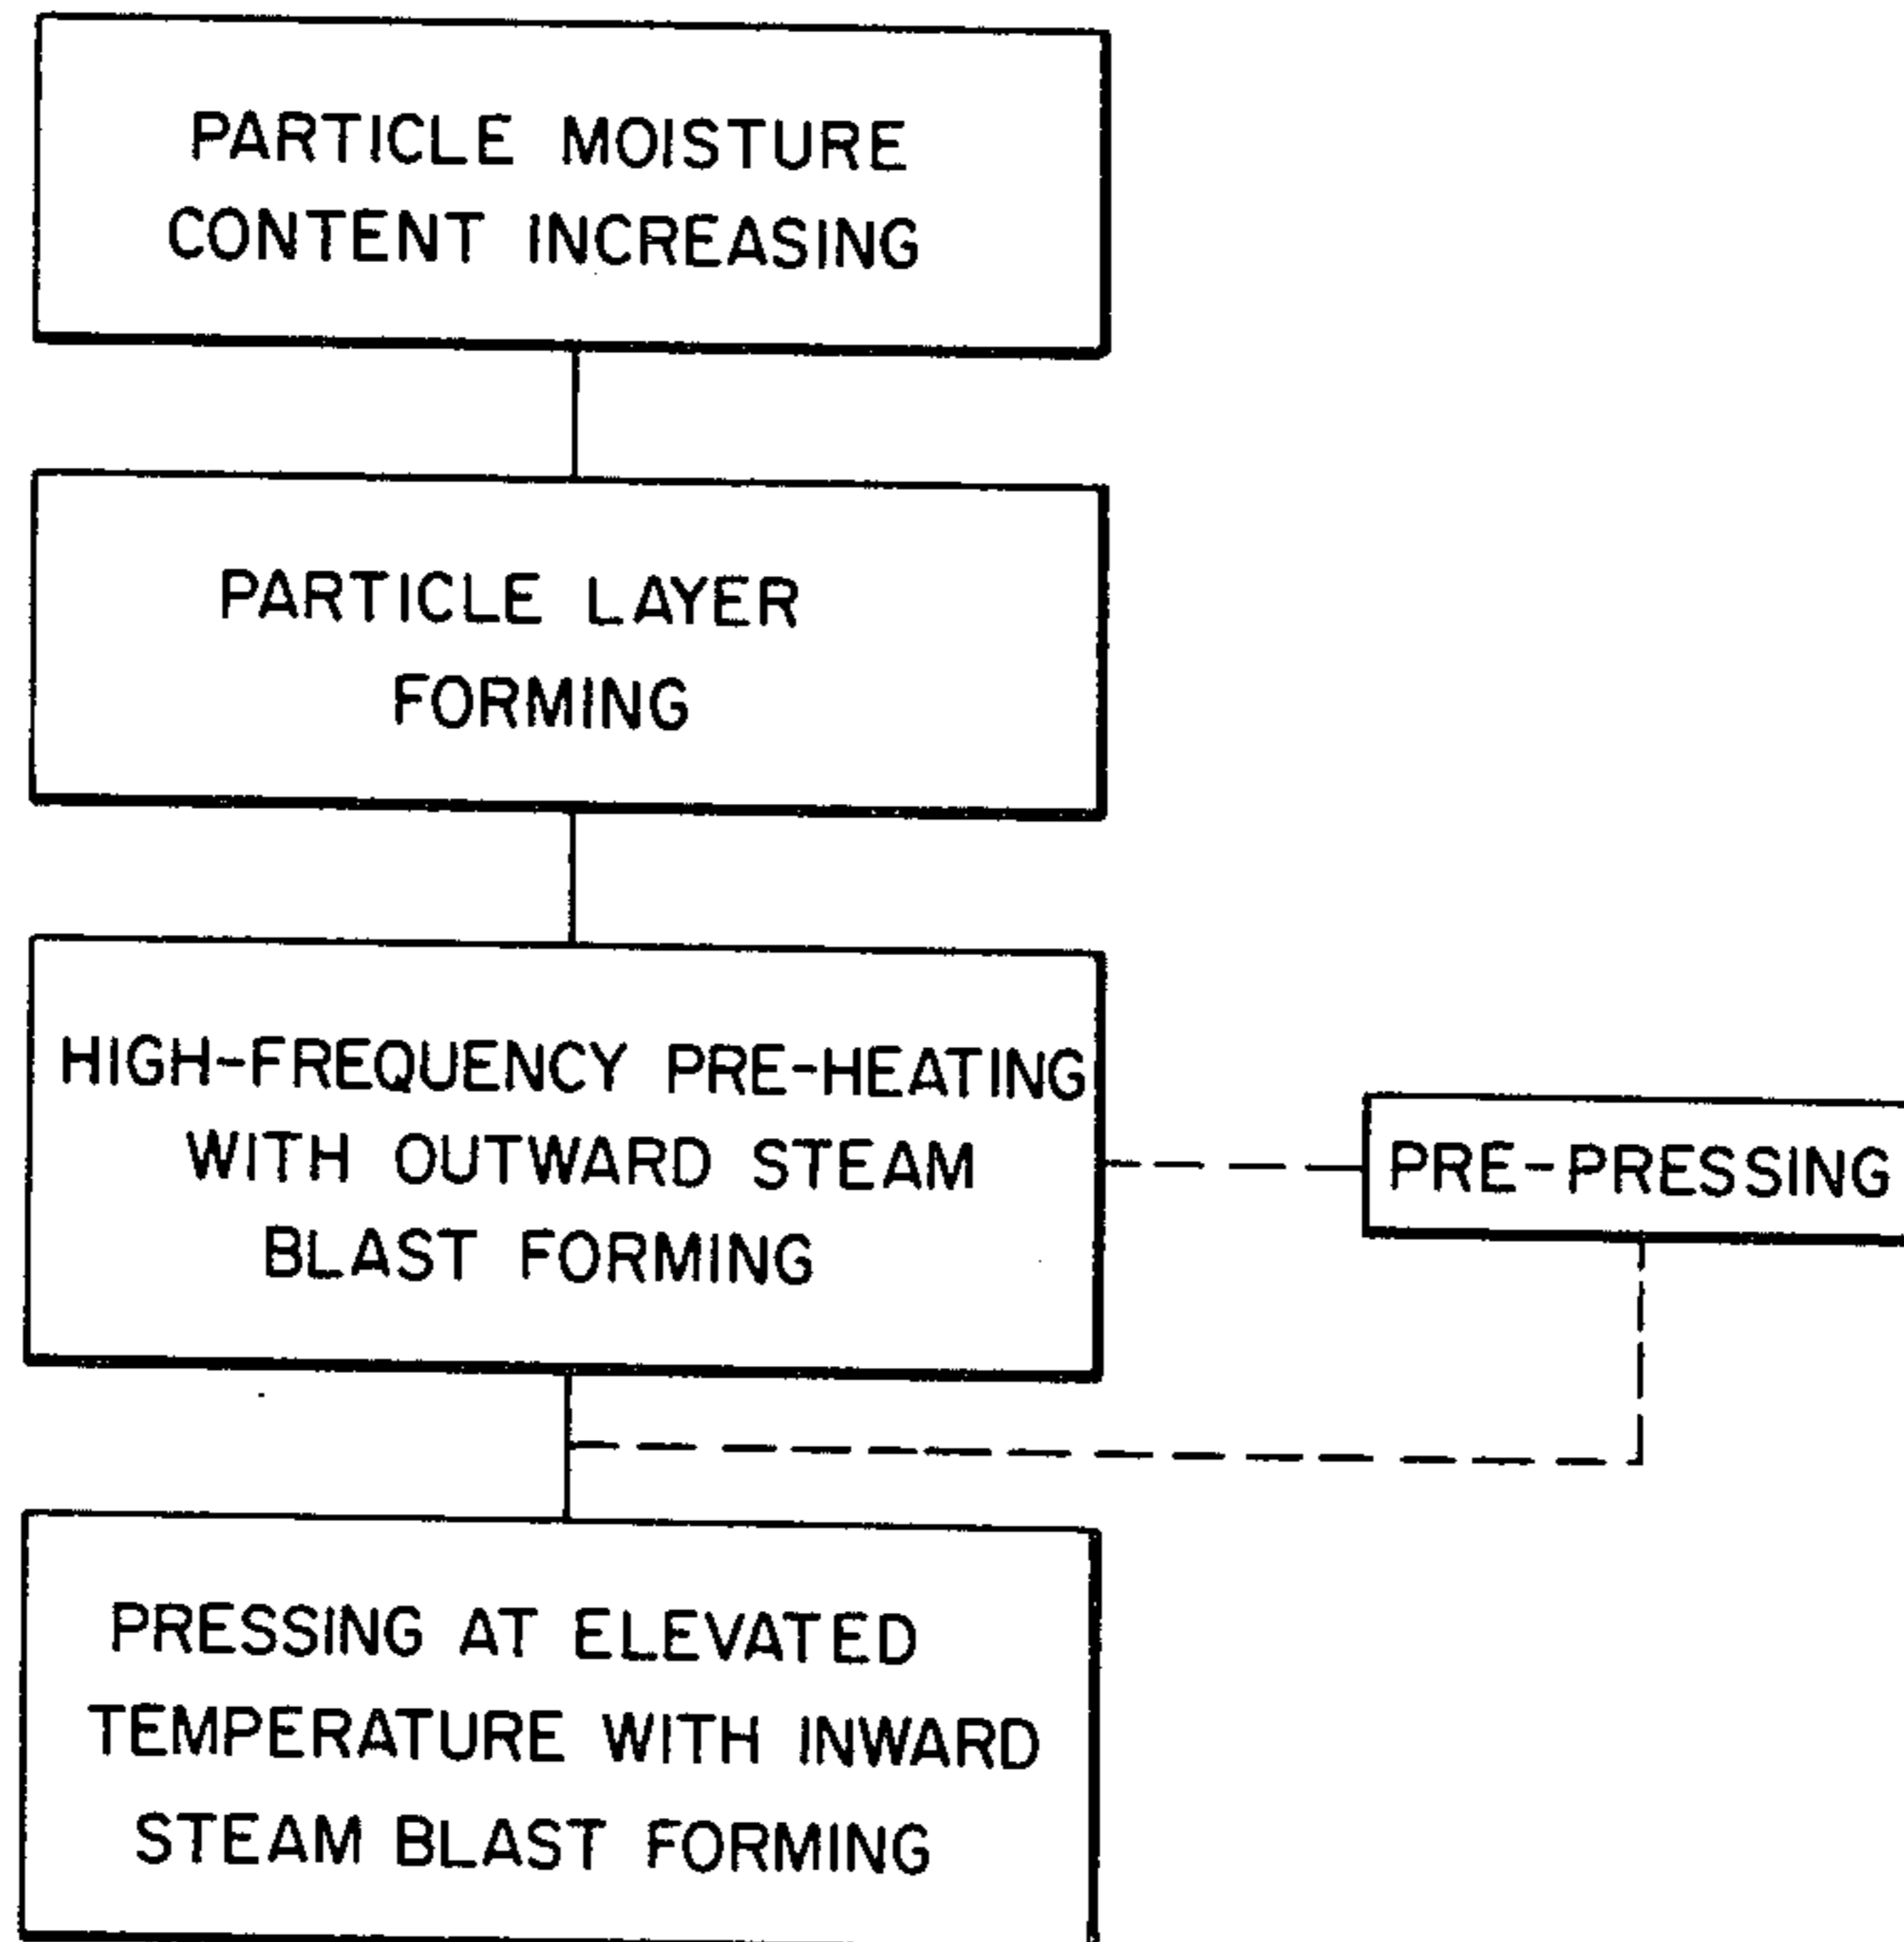 PARTICLE MOISTURE
CONTENT INCREASING
PARTICLE LAYER
FORMING
HIGH-FREQUENCY PRE-HEATING
WITH OUTWARD STEAM
BLAST FORMING
PRE-PRESSING
PRESSING AT ELEVATED
TEMPERATURE WITH INWARD
STEAM BLAST FORMING